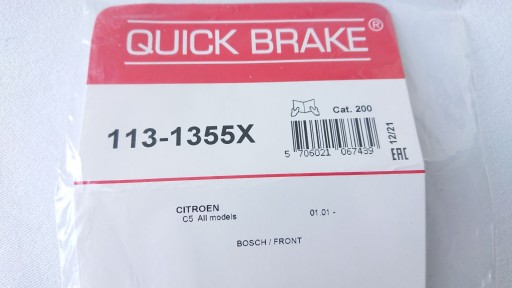 QUICK BRAKE®
Cat. 200
113-1355X
5 706021 067439
12/21
EAC
CITROEN
C5 All models 01.01 -
BOSCH / FRONT